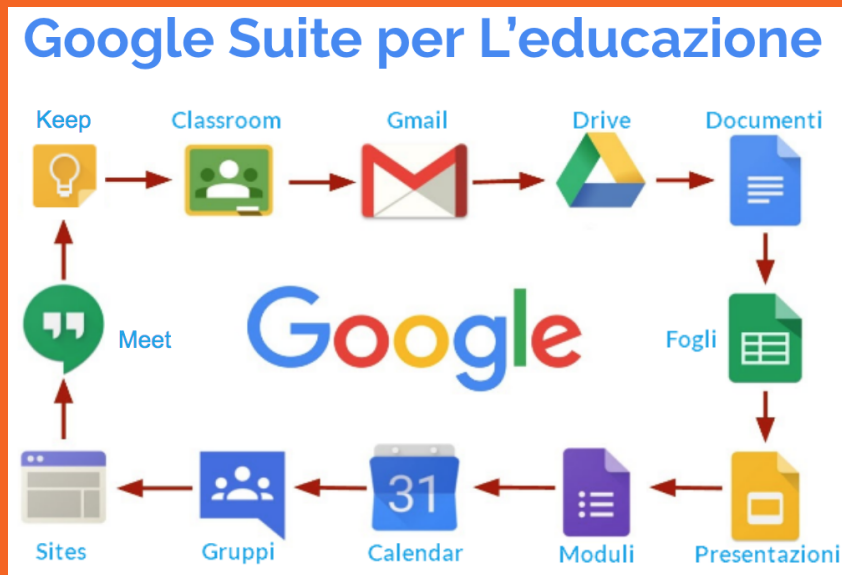 Google Suite per L'educazione
Keep
Classroom
Gmail
Drive
Documenti
Meet
Google
Fogli
31
Sites
Gruppi
Calendar
Moduli
Presentazioni